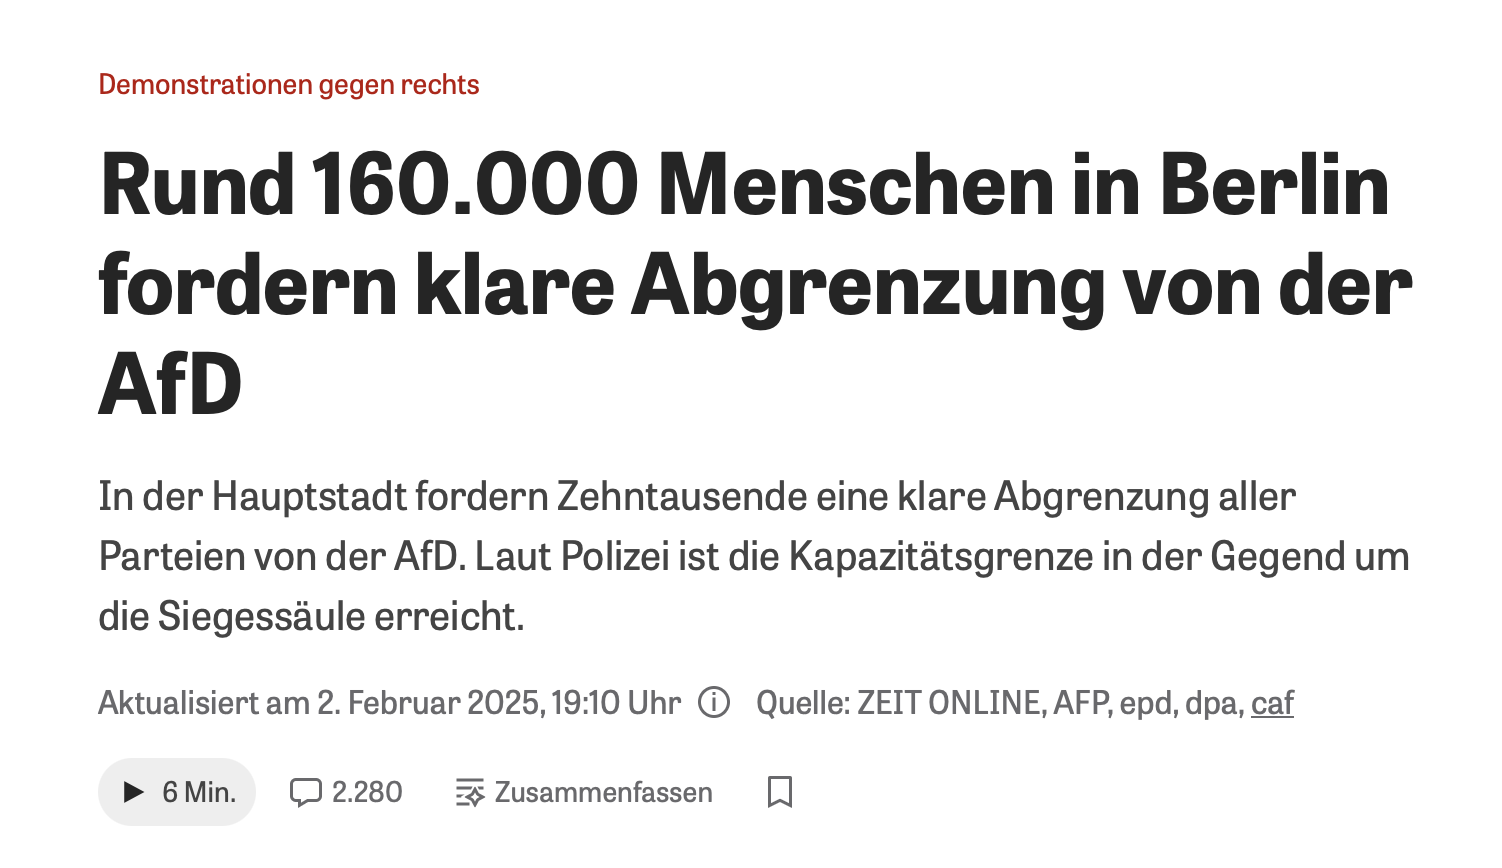 Demonstrationen gegen rechts
Rund 160.000 Menschen in Berlin
fordern klare Abgrenzung von der
AfD
In der Hauptstadt fordern Zehntausende eine klare Abgrenzung aller
Parteien von der AfD. Laut Polizei ist die Kapazitätsgrenze in der Gegend um
die Siegessäule erreicht.
Aktualisiert am 2. Februar 2025, 19:10 Uhr Quelle: ZEIT ONLINE, AFP, epd, dpa, caf
6 Min. 2.280 Zusammenfassen